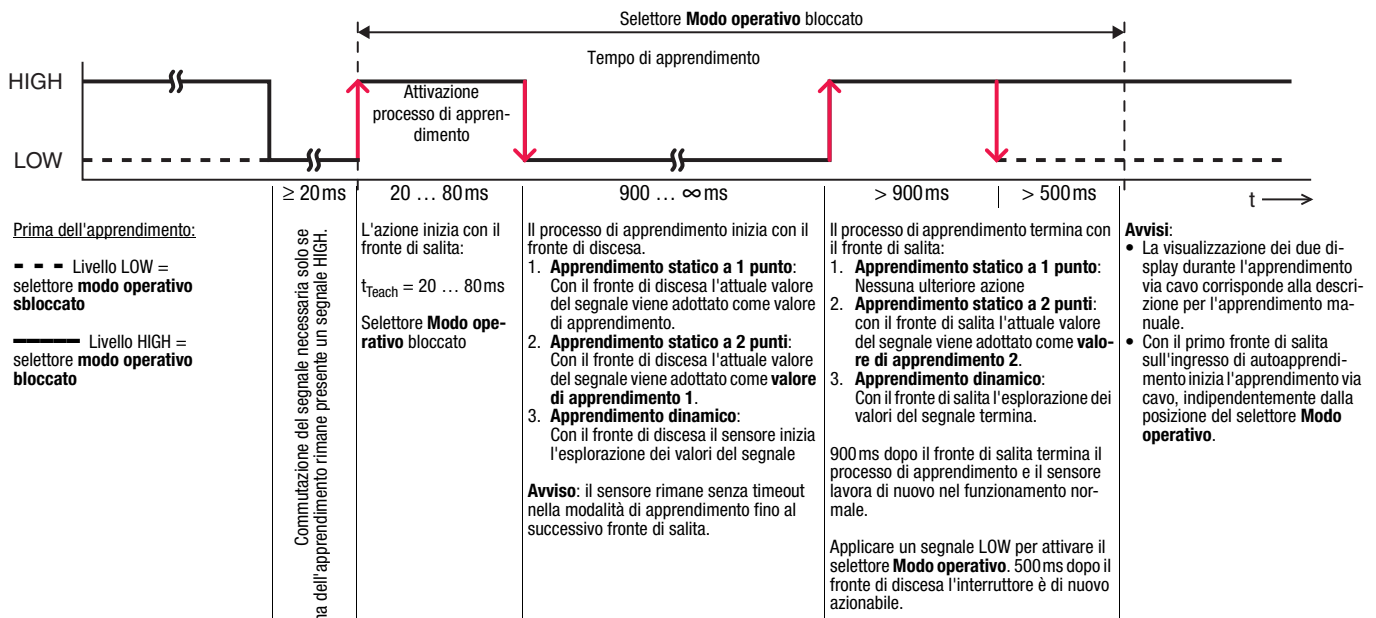 Selettore Modo operativo bloccato
Tempo di apprendimento
HIGH
Attivazione
processo di appren-
dimento
LOW
≥ 20 ms
20 … 80 ms
900 … ∞ ms
> 900 ms
> 500 ms
t
Prima dell'apprendimento:
Livello LOW =
selettore modo operativo
sbloccato
Livello HIGH =
selettore modo operativo
bloccato
Commutazione del segnale necessaria solo se
dell'apprendimento rimane presente un segnale HIGH.
L'azione inizia con il
fronte di salita:
tTeach = 20 … 80 ms
Selettore Modo ope-
rativo bloccato
Il processo di apprendimento inizia con il
fronte di discesa.
1. Apprendimento statico a 1 punto:
Con il fronte di discesa l'attuale valore
del segnale viene adottato come valore
di apprendimento.
2. Apprendimento statico a 2 punti:
Con il fronte di discesa l'attuale valore
del segnale viene adottato come valore
di apprendimento 1.
3. Apprendimento dinamico:
Con il fronte di discesa il sensore inizia
l'esplorazione dei valori del segnale
Avviso: il sensore rimane senza timeout
nella modalità di apprendimento fino al
successivo fronte di salita.
Il processo di apprendimento termina con
il fronte di salita:
1. Apprendimento statico a 1 punto:
Nessuna ulteriore azione
2. Apprendimento statico a 2 punti:
con il fronte di salita l'attuale valore
del segnale viene adottato come valo-
re di apprendimento 2.
3. Apprendimento dinamico:
Con il fronte di salita l'esplorazione dei
valori del segnale termina.
900 ms dopo il fronte di salita termina il
processo di apprendimento e il sensore
lavora di nuovo nel funzionamento nor-
male.
Applicare un segnale LOW per attivare il
selettore Modo operativo. 500 ms dopo il
fronte di discesa l'interruttore è di nuovo
azionabile.
Avvisi:
• La visualizzazione dei due di-
splay durante l'apprendimento
via cavo corrisponde alla descri-
zione per l'apprendimento ma-
nuale.
• Con il primo fronte di salita
sull'ingresso di autoapprendi-
mento inizia l'apprendimento via
cavo, indipendentemente dalla
posizione del selettore Modo
operativo.